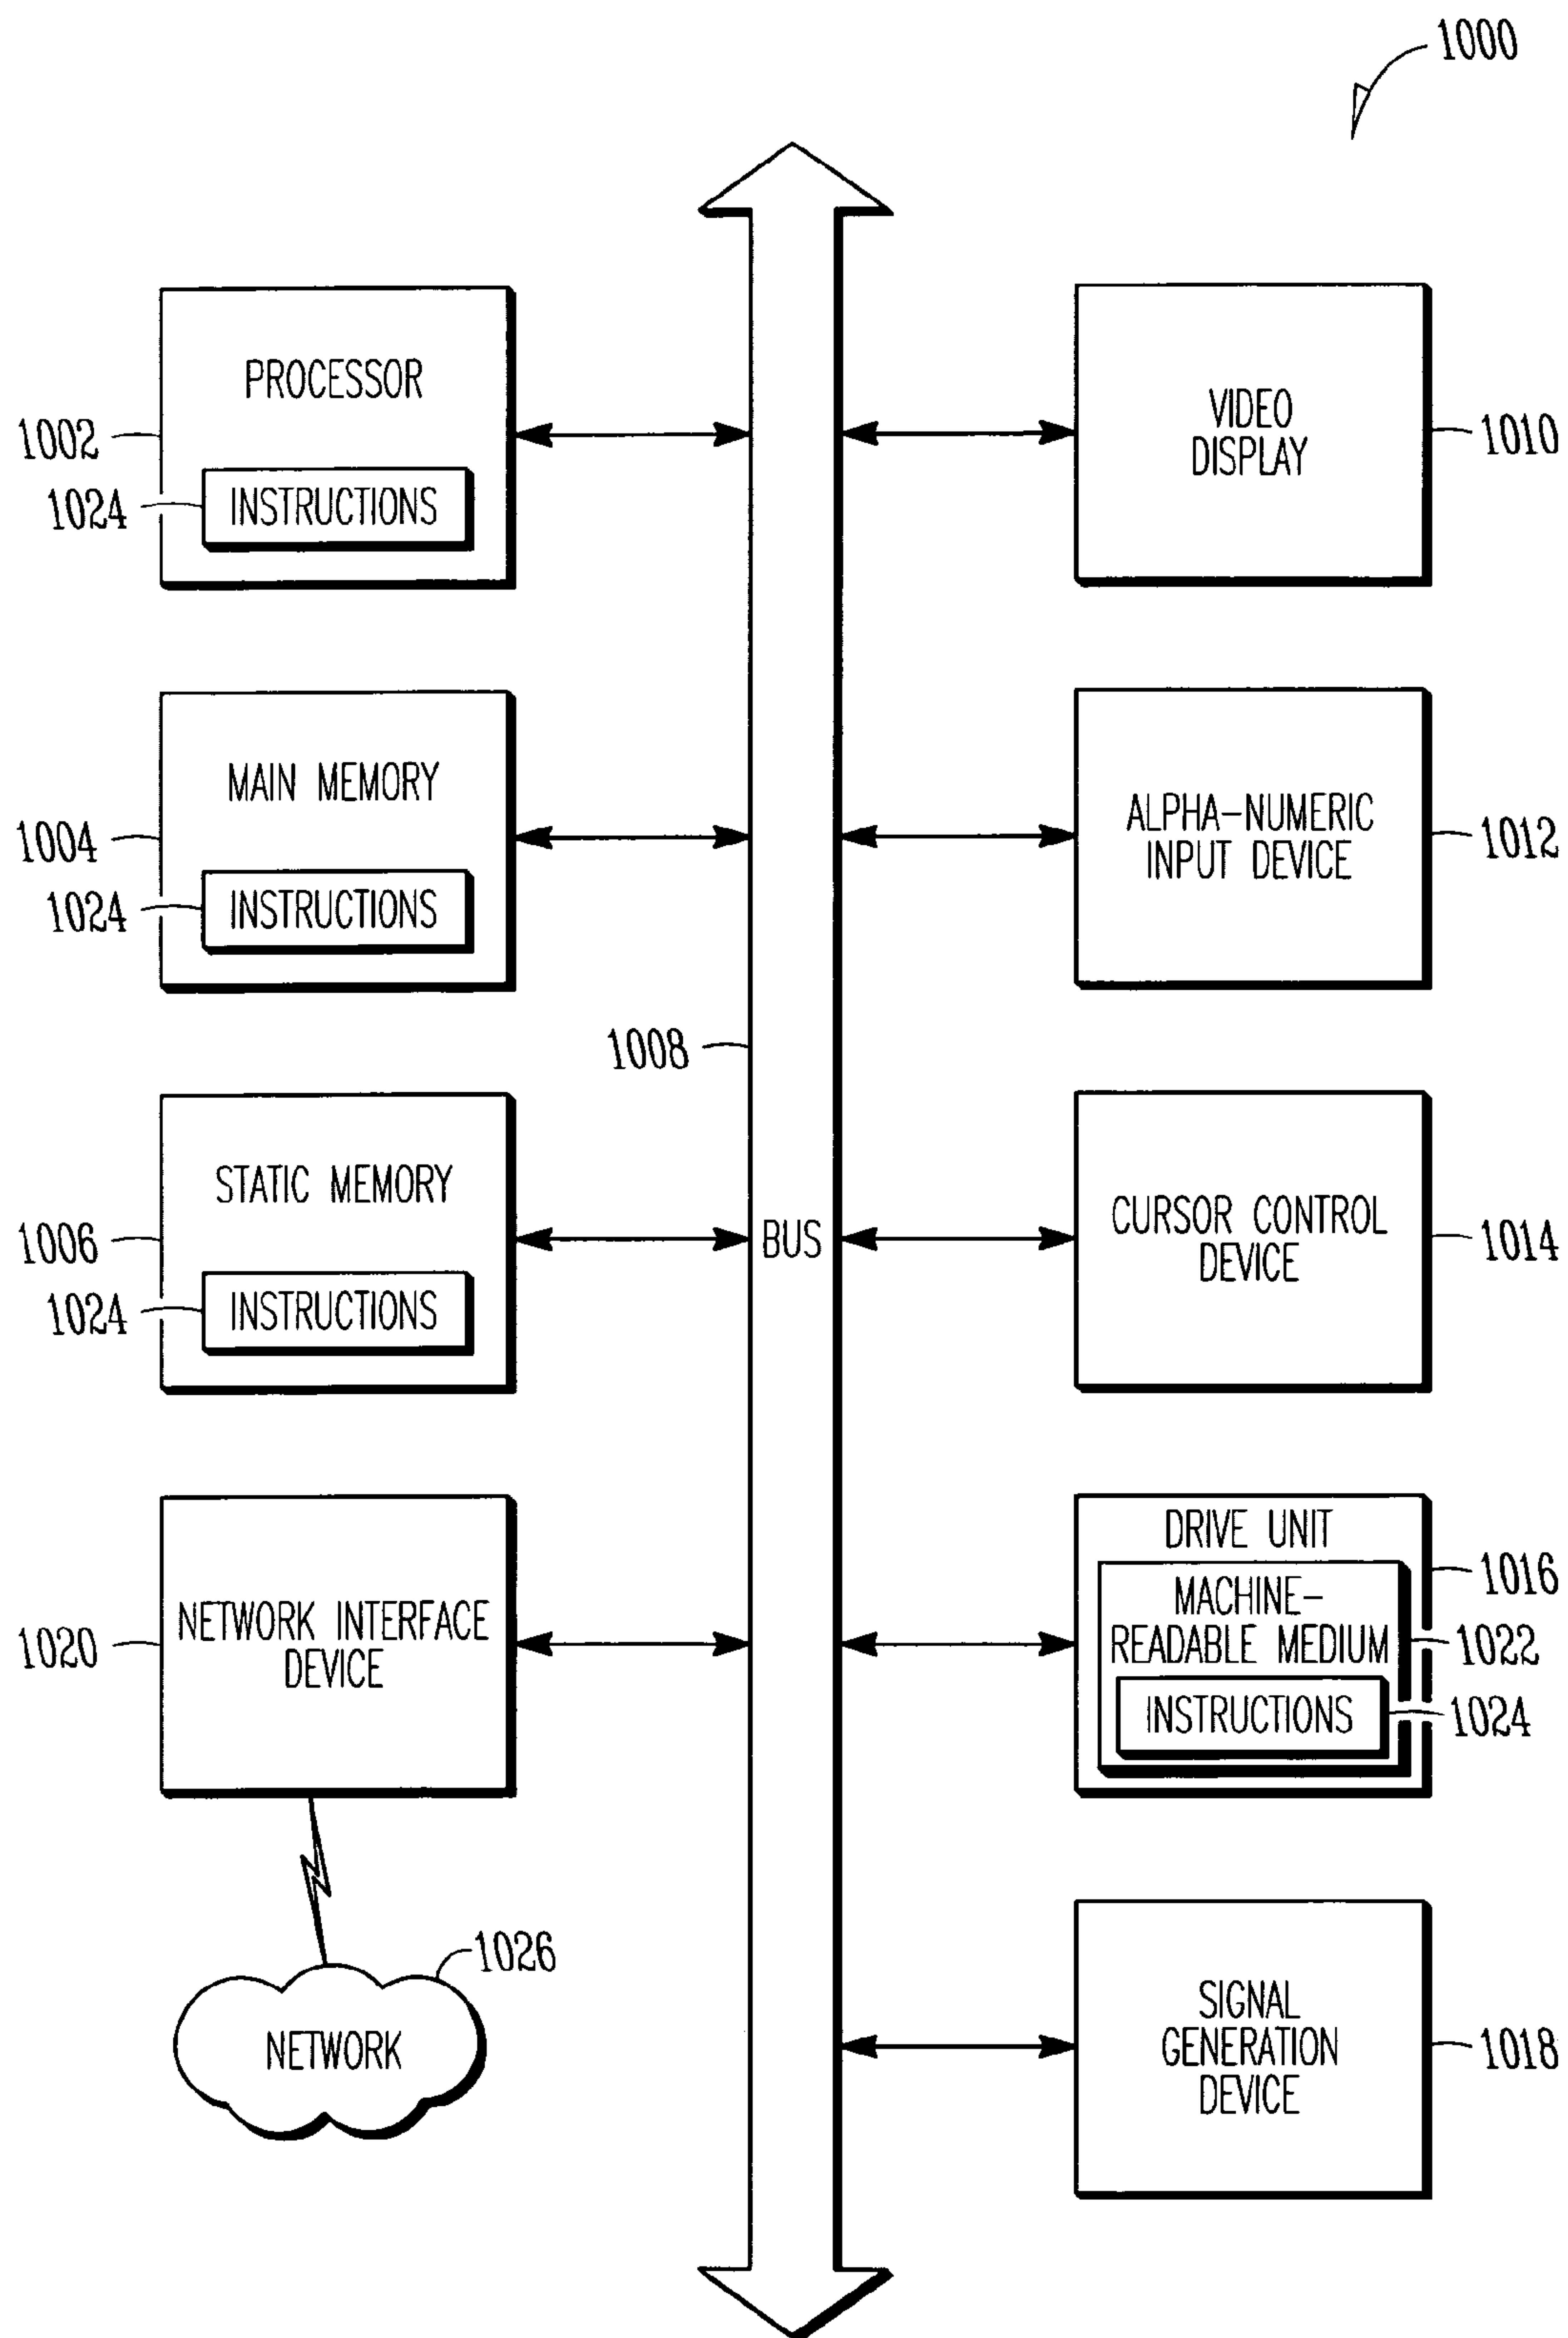 1000
PROCESSOR
1002
1024
INSTRUCTIONS
VIDEO
DISPLAY
1010
MAIN MEMORY
1004
1024
INSTRUCTIONS
ALPHA-NUMERIC
INPUT DEVICE
1012
1008
STATIC MEMORY
1006
1024
INSTRUCTIONS
BUS
CURSOR CONTROL
DEVICE
1014
NETWORK INTERFACE
DEVICE
1020
DRIVE UNIT
1016
MACHINE-
READABLE MEDIUM
1022
INSTRUCTIONS
1024
1026
NETWORK
SIGNAL
GENERATION
DEVICE
1018